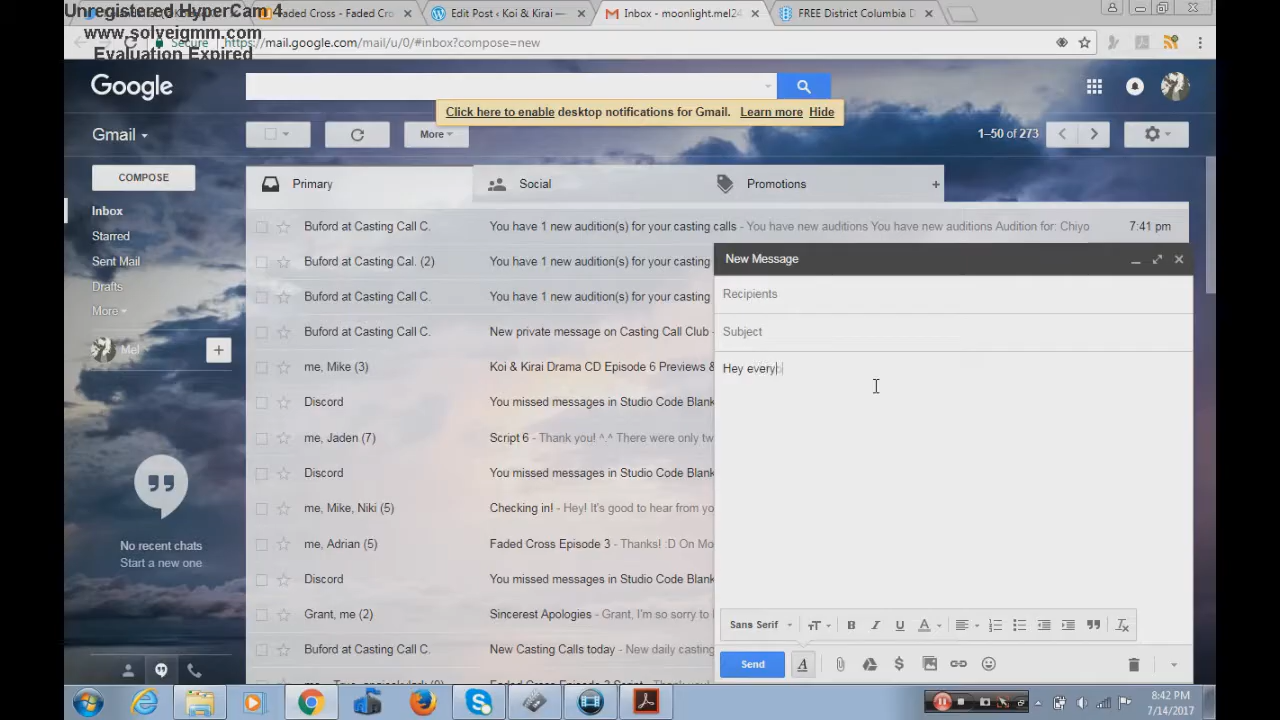 Unregistered HyperCam 4
www.solveigmm.com
Evaluation Expired
Faded Cross - Faded Cro
Edit Post ‹ Koi & Kirai —
Inbox - moonlight.mel24
FREE District Columbia D
Secure
https://mail.google.com/mail/u/0/#inbox?compose=new
Google
Click here to enable desktop notifications for Gmail. Learn more Hide
Gmail
More
1–50 of 273
COMPOSE
Primary
Social
Promotions
+
Inbox
Starred
Sent Mail
Drafts
More
Mel
+
No recent chats
Start a new one
Buford at Casting Call C. You have 1 new audition(s) for your casting calls - You have new auditions You have new auditions Audition for: Chiyo 7:41 pm
Buford at Casting Cal. (2) You have 1 new audition(s) for your casting
Buford at Casting Call C. You have 1 new audition(s) for your casting
Buford at Casting Call C. New private message on Casting Call Club -
me, Mike (3) Koi & Kirai Drama CD Episode 6 Previews &
Discord You missed messages in Studio Code Blank
me, Jaden (7) Script 6 - Thank you! ^.^ There were only tw
Discord You missed messages in Studio Code Blank
me, Mike, Niki (5) Checking in! - Hey! It's good to hear from yo
me, Adrian (5) Faded Cross Episode 3 - Thanks! :D On Mo
Discord You missed messages in Studio Code Blank
Grant, me (2) Sincerest Apologies - Grant, I'm so sorry to
Buford at Casting Call C. New Casting Calls today - New daily casting
New Message
Recipients
Subject
Hey everyo
Sans Serif
Send
8:42 PM
7/14/2017